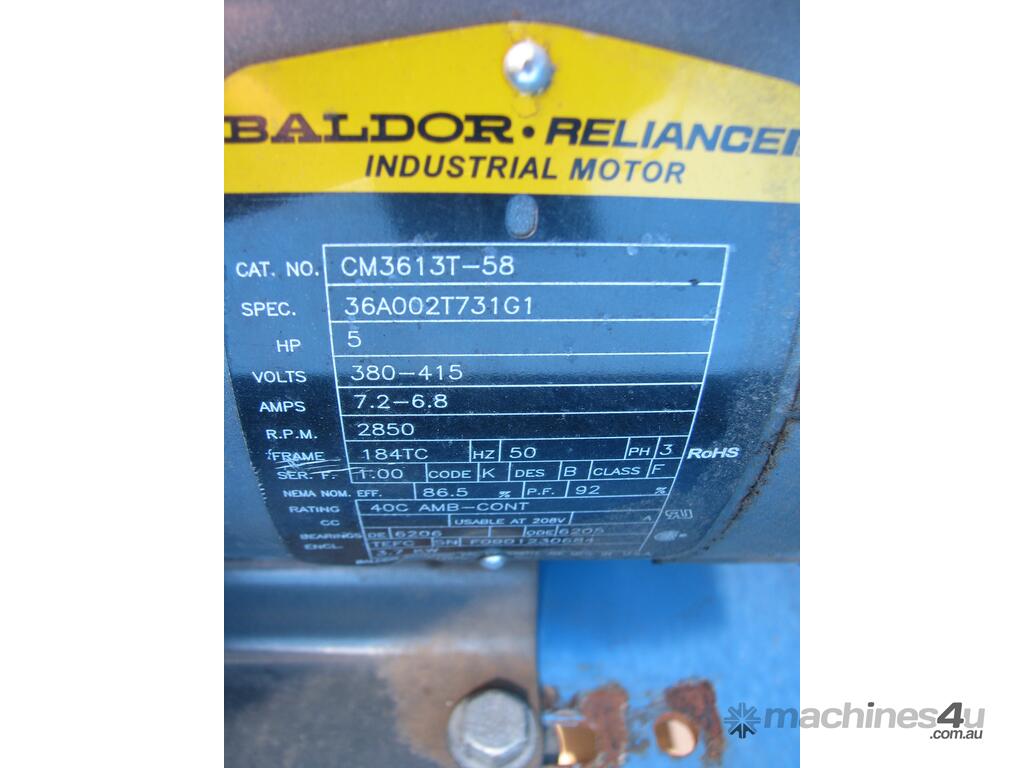 BALDOR • RELIANCE
INDUSTRIAL MOTOR
CAT. NO. CM3613T-58
SPEC. 36A002T731G1
HP 5
VOLTS 380-415
AMPS 7.2-6.8
R.P.M. 2850
FRAME 184TC HZ 50 PH 3 RoHS
SER. F. 1.00 CODE K DES B CLASS F
NEMA NOM. EFF. 86.5 % P.F. 92 %
RATING 40C AMB-CONT
CC USABLE AT 208V A
BEARINGS DE 6206 ODE 6205
ENCL. TEFC SN F0801230684
3.7 KW
machines4u
.com.au